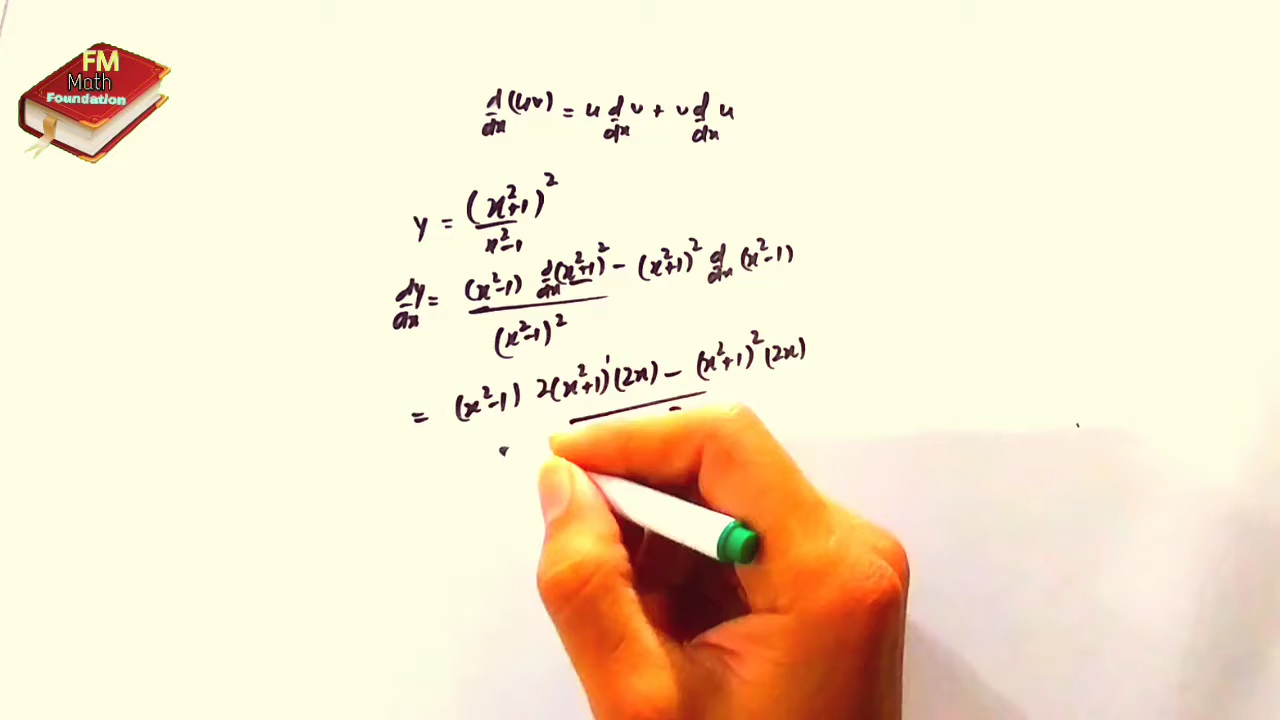 FM
Math
Foundation
d/dx (uv) = u d/dx v + v d/dx u
y = (x²+1)² / x²-1
dy/dx = (x²-1) d/dx (x²+1)² - (x²+1)² d/dx (x²-1) / (x²-1)²
= (x²-1) 2(x²+1)¹(2x) - (x²+1)²(2x)